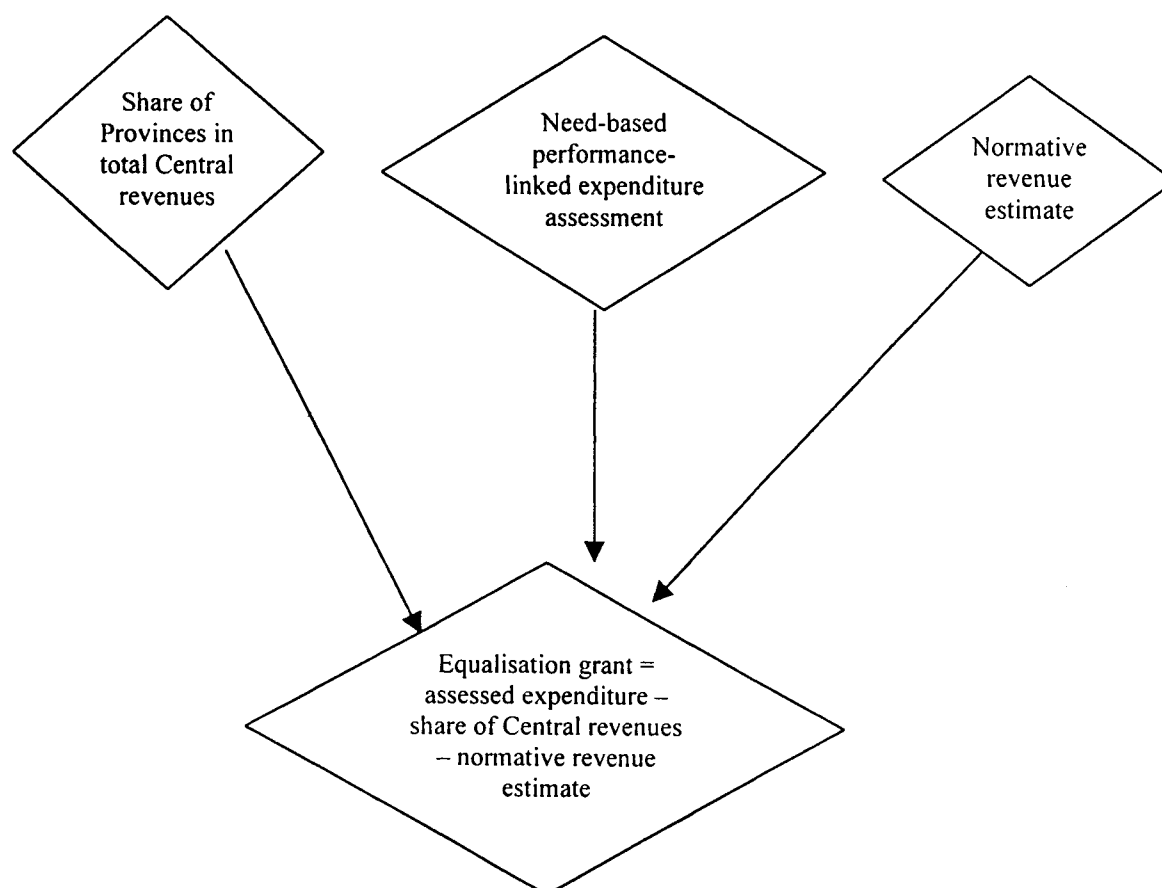 Share of
Provinces in
total Central
revenues
Need-based
performance-
linked expenditure
assessment
Normative
revenue
estimate
Equalisation grant =
assessed expenditure –
share of Central revenues
– normative revenue
estimate